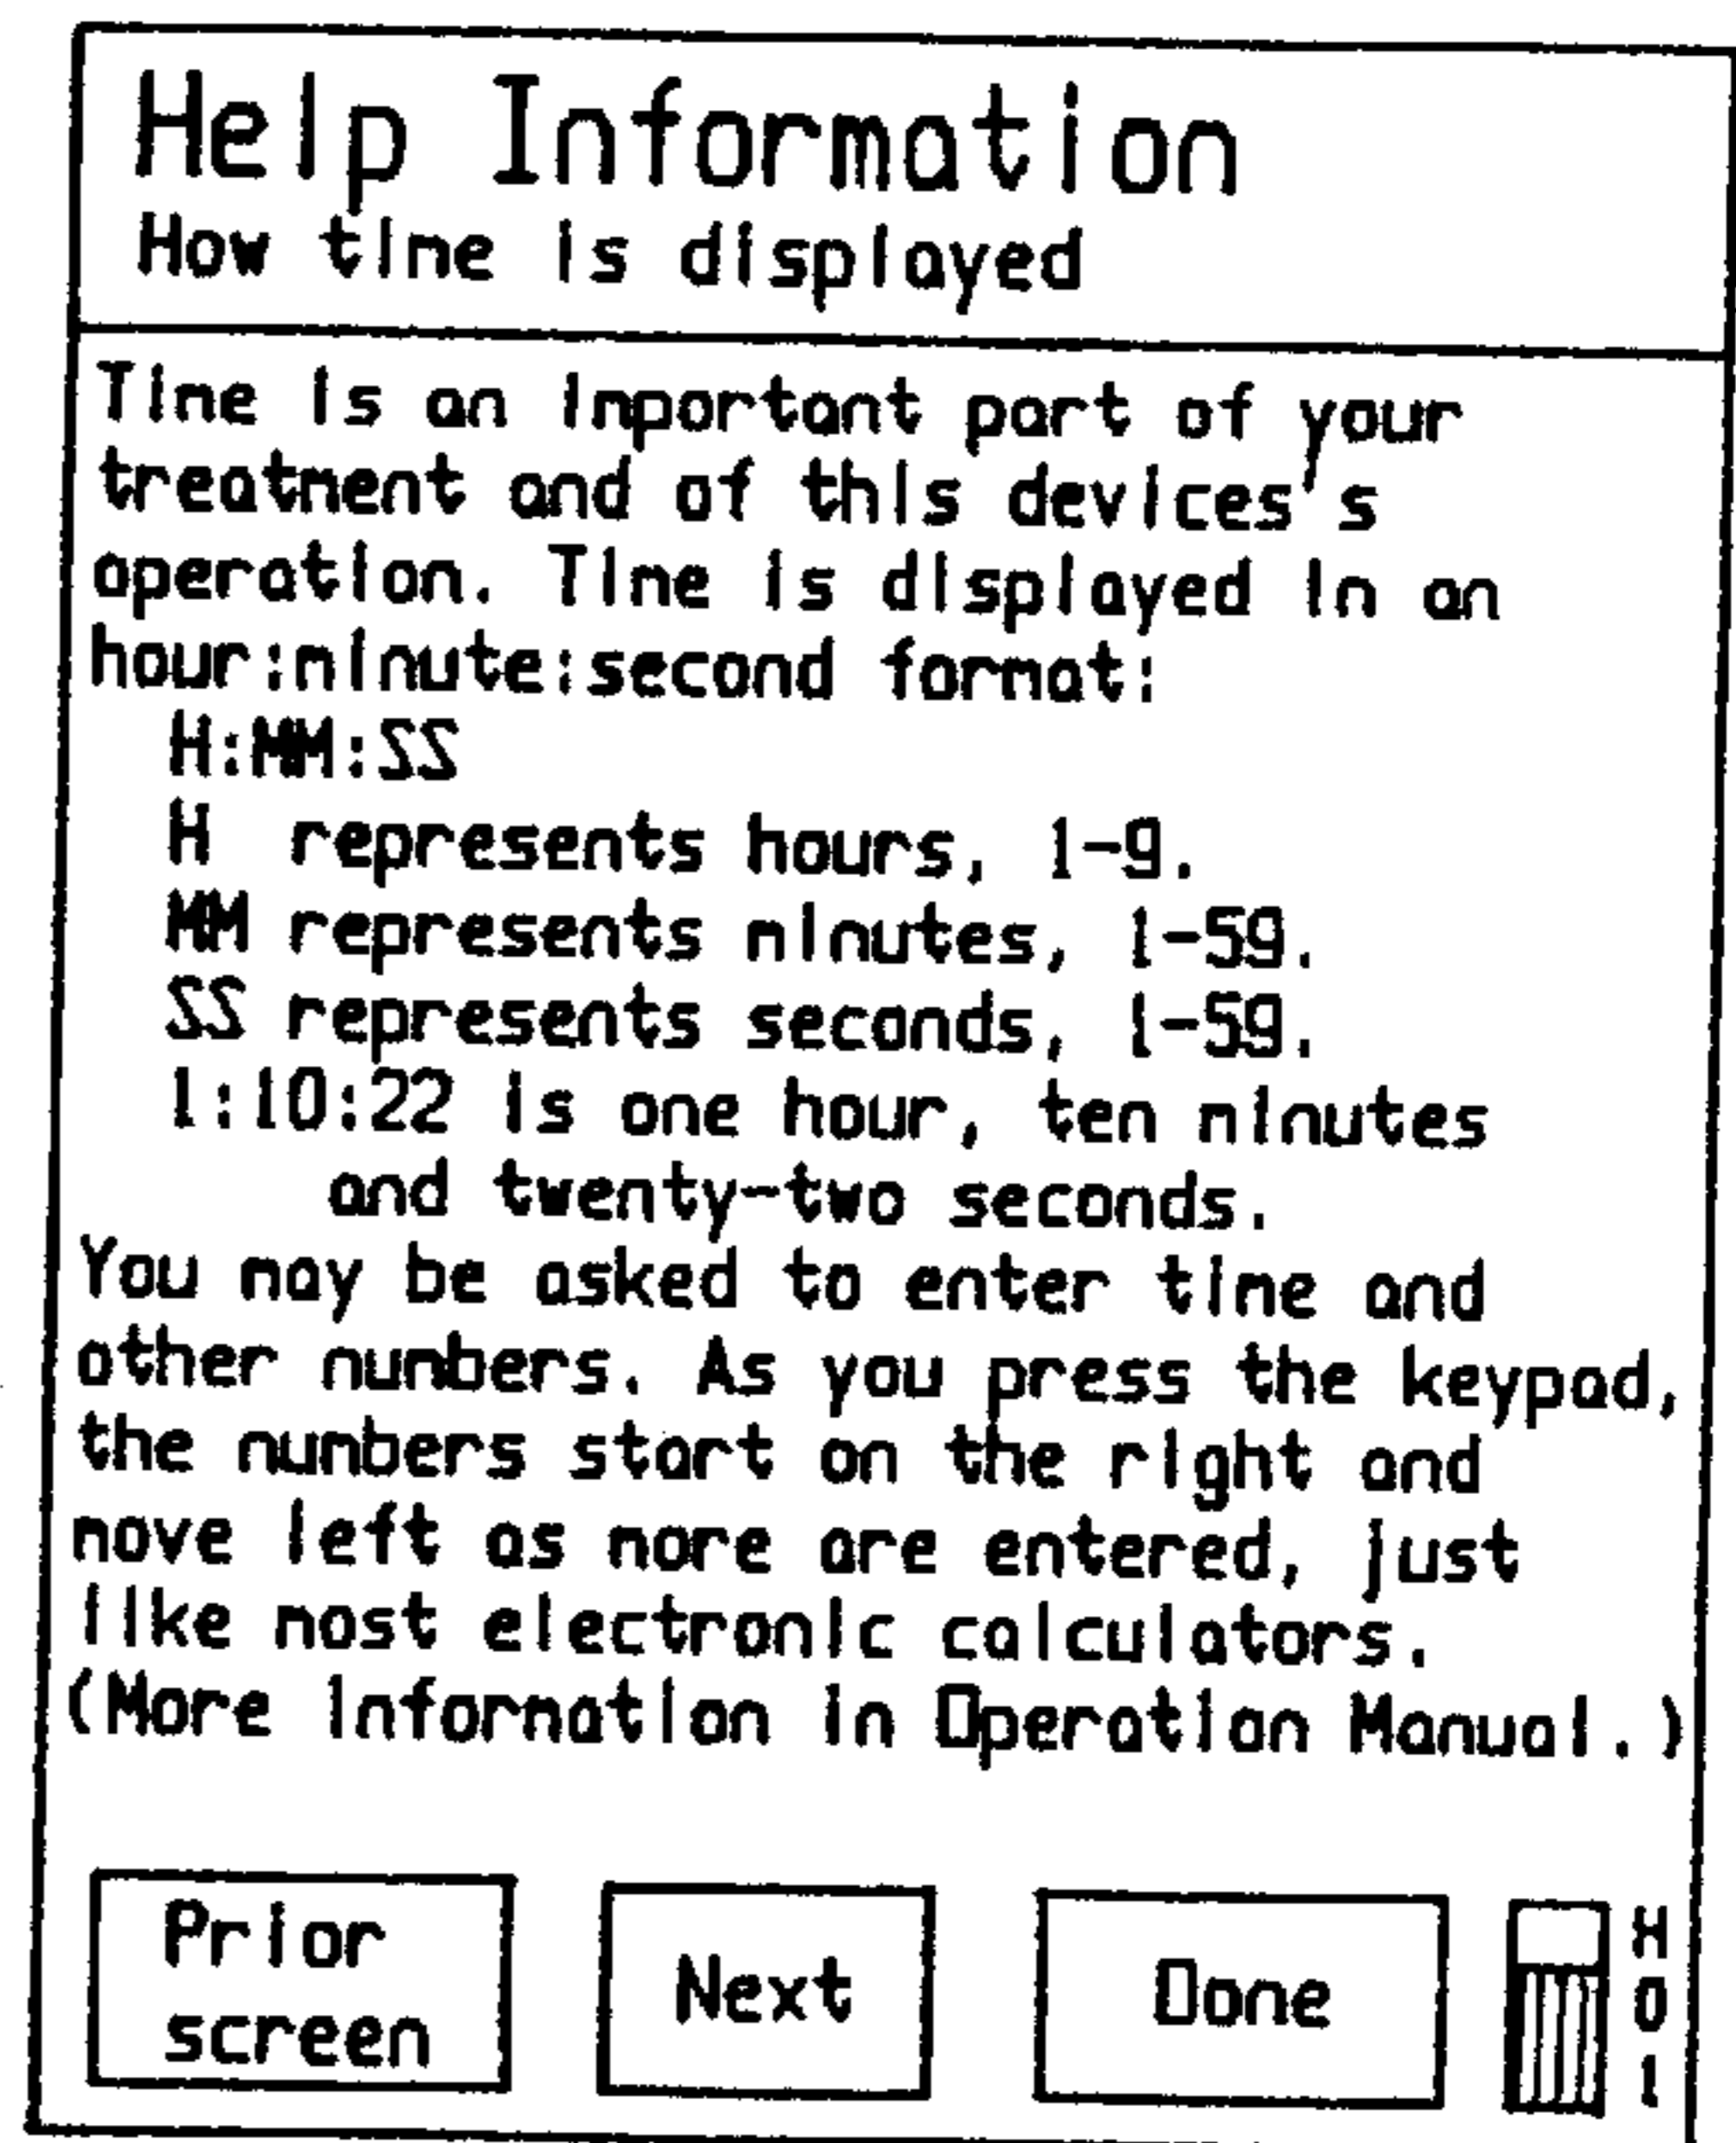 Help Information
How time is displayed
Time is an important part of your
treatment and of this devices's
operation. Time is displayed in an
hour:minute:second format:
H:MM:SS
H represents hours, 1-9.
MM represents minutes, 1-59.
SS represents seconds, 1-59.
1:10:22 is one hour, ten minutes
and twenty-two seconds.
You may be asked to enter time and
other numbers. As you press the keypad,
the numbers start on the right and
move left as more are entered, just
like most electronic calculators.
(More information in Operation Manual.)
Prior
screen
Next
Done
H
0
1